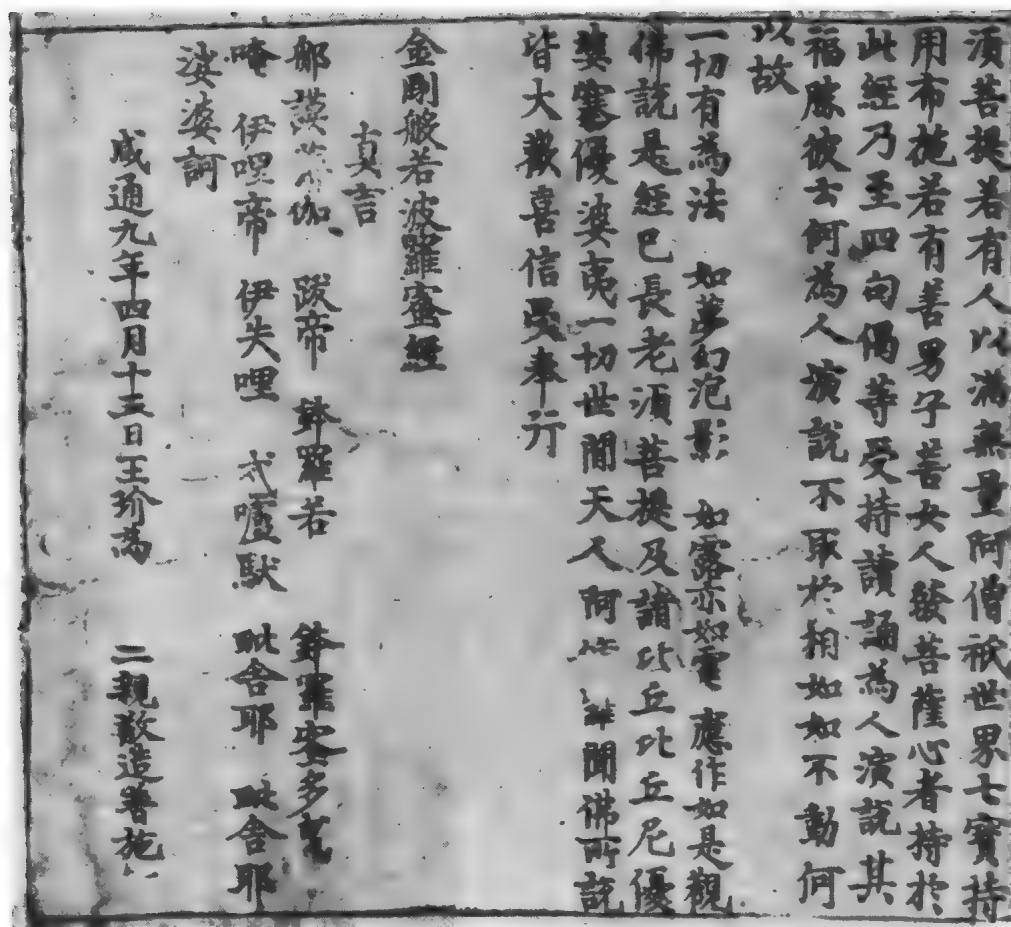 湏菩提若有人以滿無量阿僧祇世界七寶持
用布施若有善男子善女人發菩薩心者持於
此經乃至四句偈等受持讀誦為人演說其
福勝彼云何為人演說不取於相如如不動何
以故
一切有為法 如夢幻泡影 如露亦如電 應作如是觀
佛說是經已長老湏菩提及諸比丘比丘尼優
婆塞優婆夷一切世間天人阿修 羅聞佛所說
皆大歡喜信受奉行
金剛般若波羅蜜經
真言
那謨 伽 跋帝 鉢羅若 鉢羅蜜多
唵 伊哩帝 伊失哩 式嚧馱 毗舍耶 毗舍耶
婆婆訶
咸通九年四月十五日王玠為 二親敬造普施